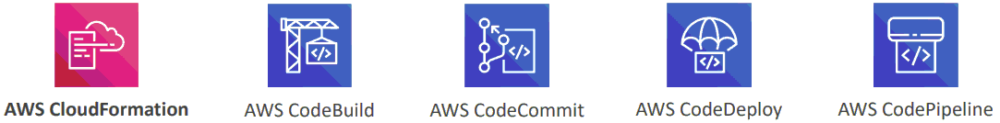 AWS CloudFormation
AWS CodeBuild
AWS CodeCommit
AWS CodeDeploy
AWS CodePipeline